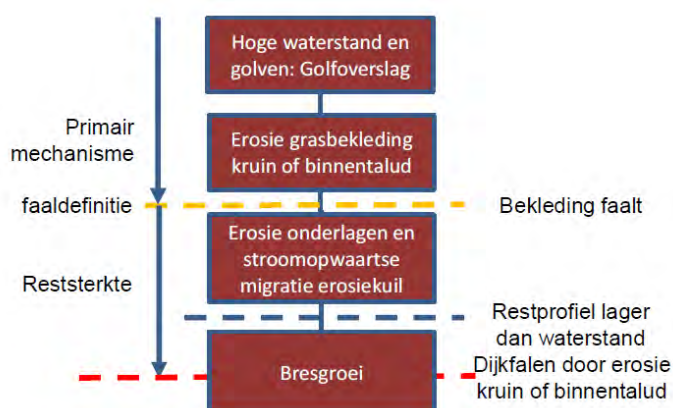 Hoge waterstand en
golven: Golfoverslag
Primair
mechanisme
Erosie grasbekleding
kruin of binnentalud
faaldefinitie
Bekleding faalt
Erosie onderlagen en
stroomopwaartse
migratie erosiekuil
Reststerkte
Restprofiel lager
dan waterstand
Dijkfalen door erosie
kruin of binnentalud
Bresgroei